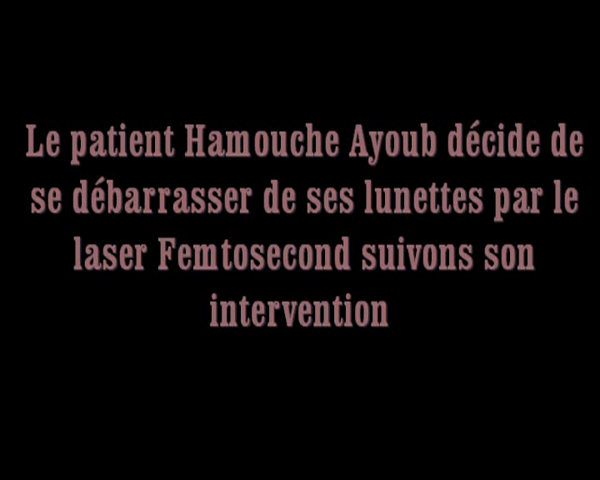 Le patient Hamouche Ayoub décide de
se débarrasser de ses lunettes par le
laser Femtosecond suivons son
intervention